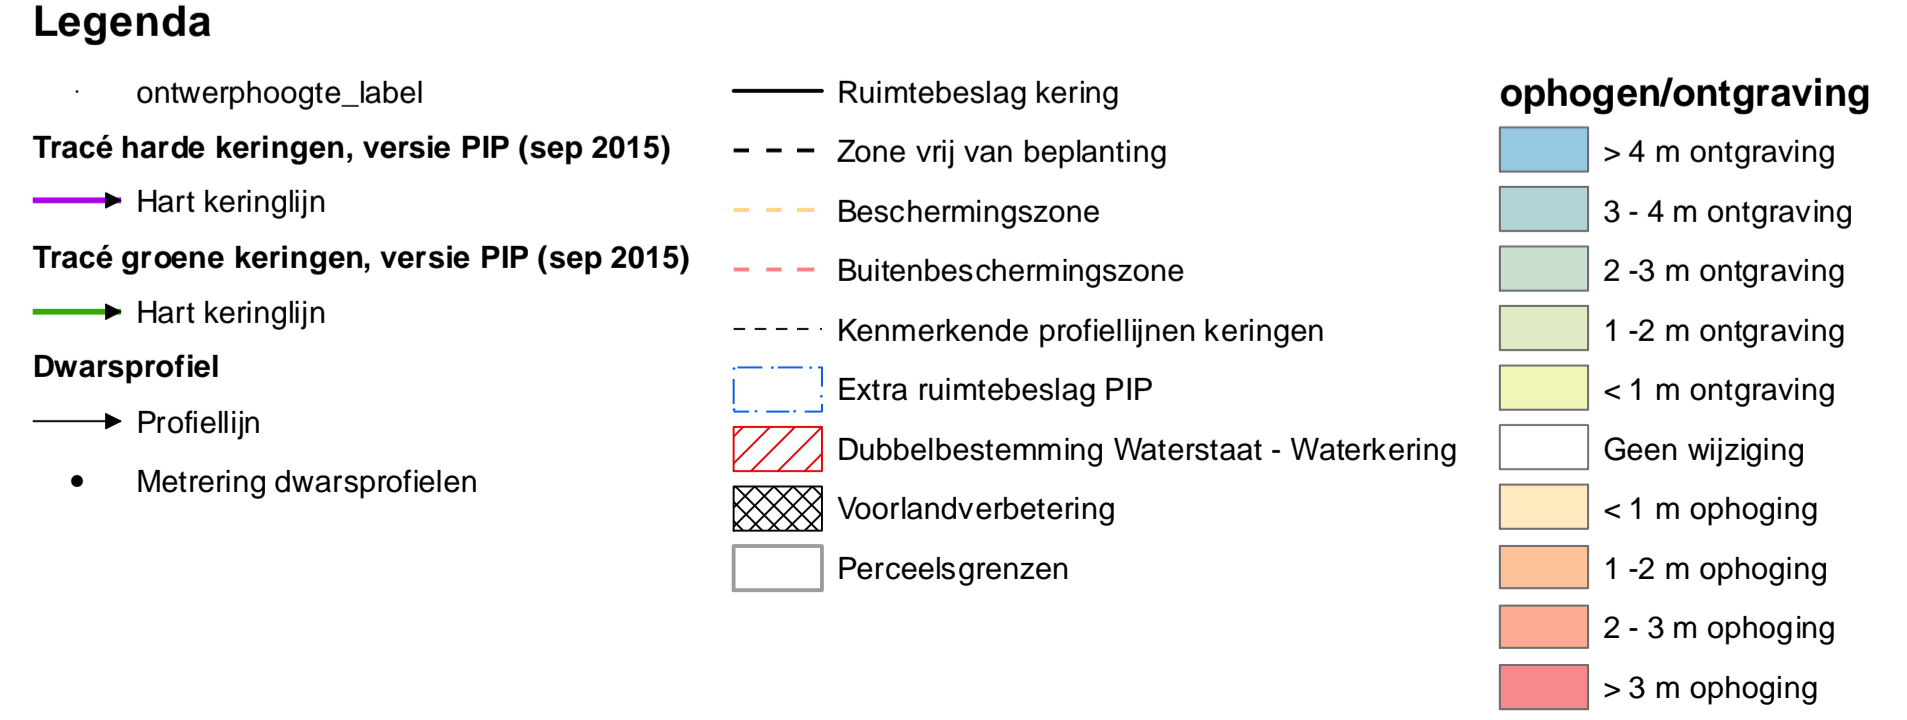 Legenda
ontwerphoogte_label
Tracé harde keringen, versie PIP (sep 2015)
Hart keringlijn
Tracé groene keringen, versie PIP (sep 2015)
Hart keringlijn
Dwarsprofiel
Profiellijn
Metrering dwarsprofielen
Ruimtebeslag kering
Zone vrij van beplanting
Beschermingszone
Buitenbeschermingszone
Kenmerkende profiellijnen keringen
Extra ruimtebeslag PIP
Dubbelbestemming Waterstaat - Waterkering
Voorlandverbetering
Perceelsgrenzen
ophogen/ontgraving
> 4 m ontgraving
3 - 4 m ontgraving
2 -3 m ontgraving
1 -2 m ontgraving
< 1 m ontgraving
Geen wijziging
< 1 m ophoging
1 -2 m ophoging
2 - 3 m ophoging
> 3 m ophoging